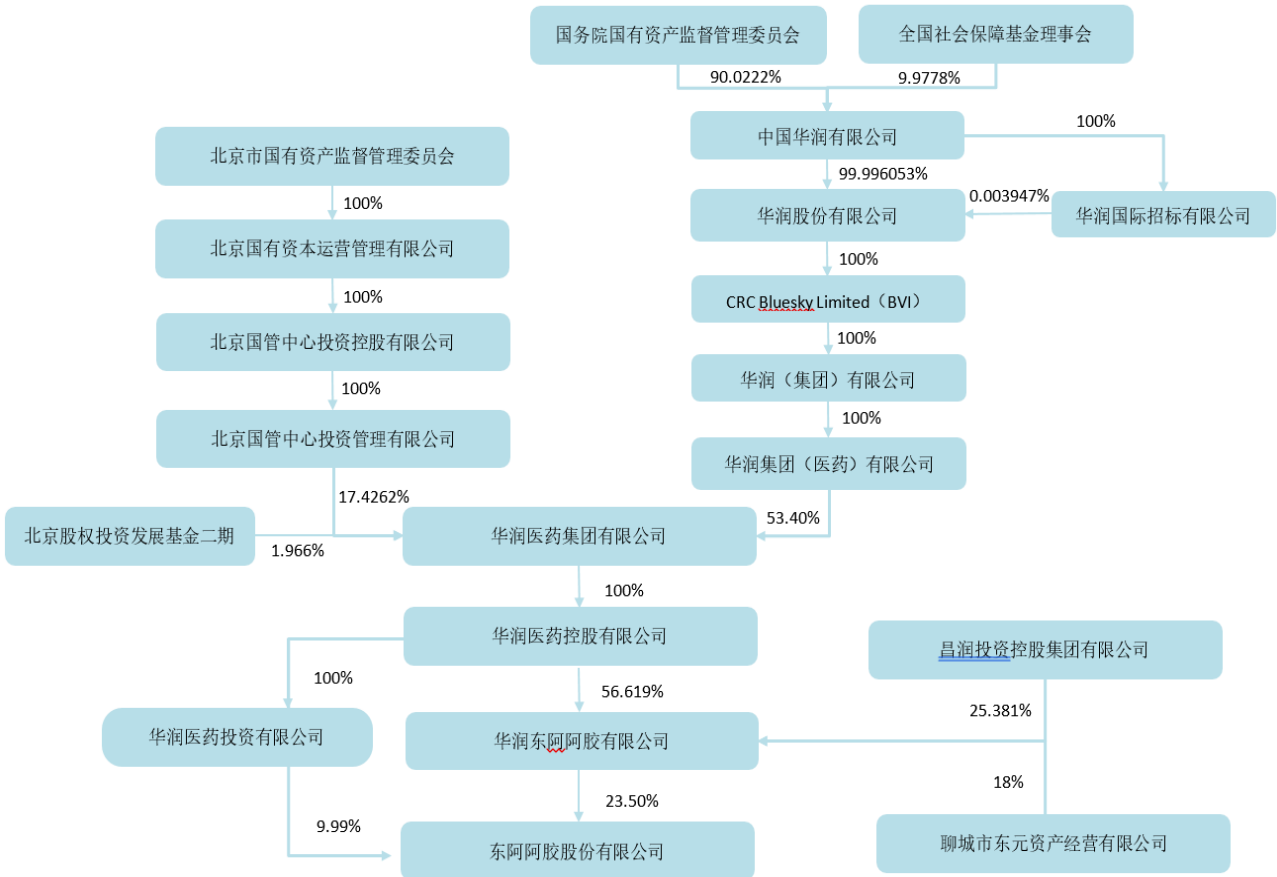 国务院国有资产监督管理委员会
全国社会保障基金理事会
90.0222%
9.9778%
中国华润有限公司
100%
北京市国有资产监督管理委员会
99.996053%
100%
0.003947%
华润股份有限公司
华润国际招标有限公司
北京国有资本运营管理有限公司
100%
100%
CRC Bluesky Limited（BVI）
北京国管中心投资控股有限公司
100%
华润（集团）有限公司
100%
100%
北京国管中心投资管理有限公司
华润集团（医药）有限公司
17.4262%
53.40%
北京股权投资发展基金二期
1.966%
华润医药集团有限公司
100%
华润医药控股有限公司
昌润投资控股集团有限公司
100%
56.619%
25.381%
华润医药投资有限公司
华润东阿阿胶有限公司
18%
23.50%
9.99%
东阿阿胶股份有限公司
聊城市东元资产经营有限公司